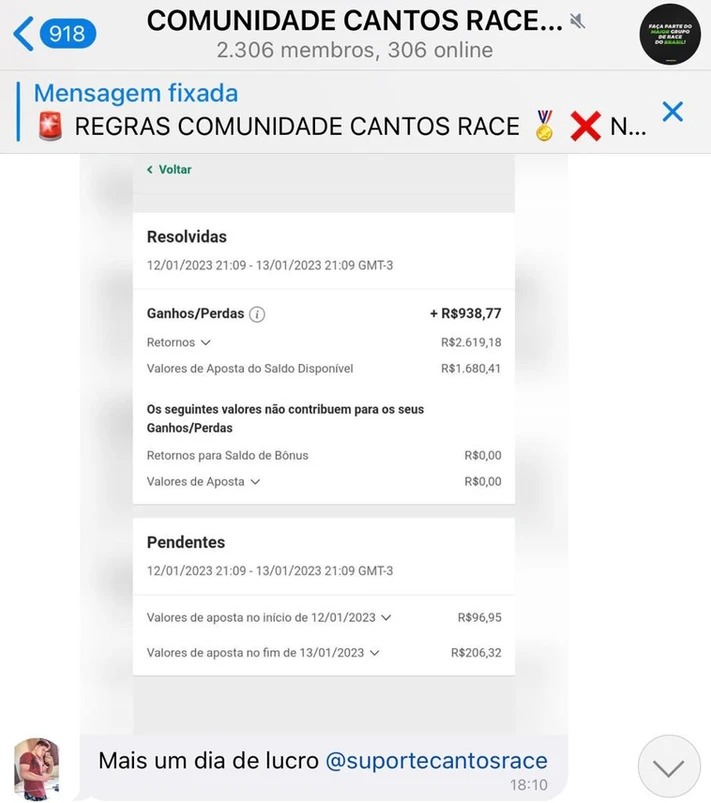 918
COMUNIDADE CANTOS RACE...
2.306 membros, 306 online
FAÇA PARTE DO
MAIOR GRUPO
DE RACE
DO BRASIL!
Mensagem fixada
🚨 REGRAS COMUNIDADE CANTOS RACE 🏅 ❌ N...
Voltar
Resolvidas
12/01/2023 21:09 - 13/01/2023 21:09 GMT-3
Ganhos/Perdas i + R$938,77
Retornos R$2.619,18
Valores de Aposta do Saldo Disponível R$1.680,41
Os seguintes valores não contribuem para os seus
Ganhos/Perdas
Retornos para Saldo de Bônus R$0,00
Valores de Aposta R$0,00
Pendentes
12/01/2023 21:09 - 13/01/2023 21:09 GMT-3
Valores de aposta no início de 12/01/2023 R$96,95
Valores de aposta no fim de 13/01/2023 R$206,32
Mais um dia de lucro @suportecantosrace
18:10